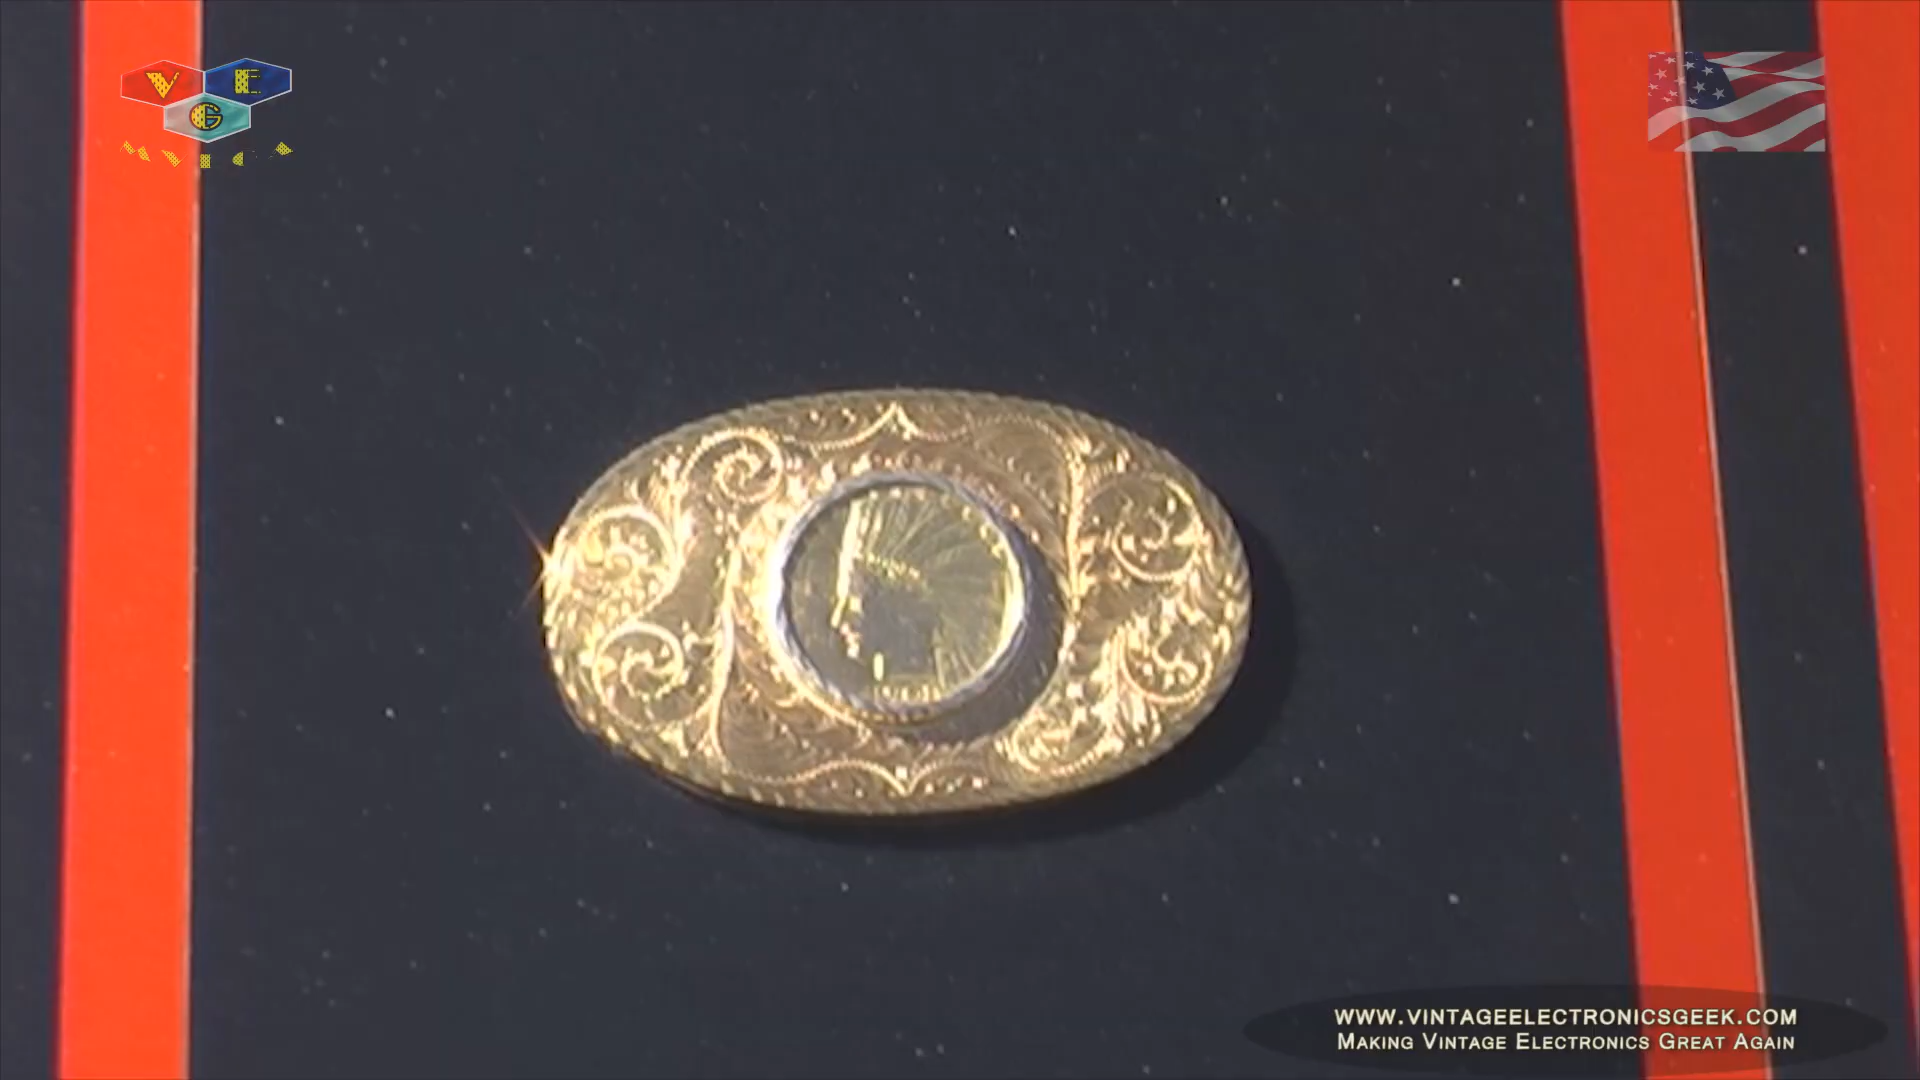 V E
G
WWW.VINTAGEELECTRONICSGEEK.COM
MAKING VINTAGE ELECTRONICS GREAT AGAIN